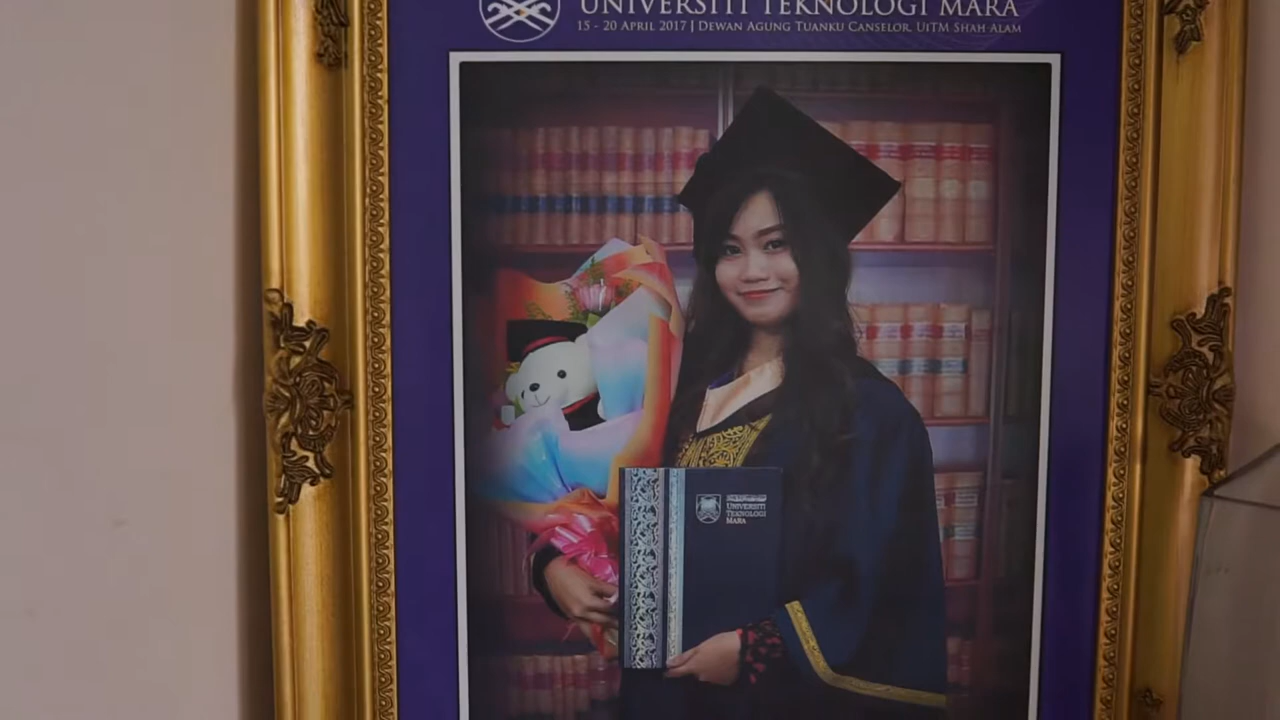 UNIVERSITI TEKNOLOGI MARA
15 - 20 APRIL 2017 | DEWAN AGUNG TUANKU CANSELOR, UITM SHAH ALAM
UNIVERSITI
TEKNOLOGI
MARA